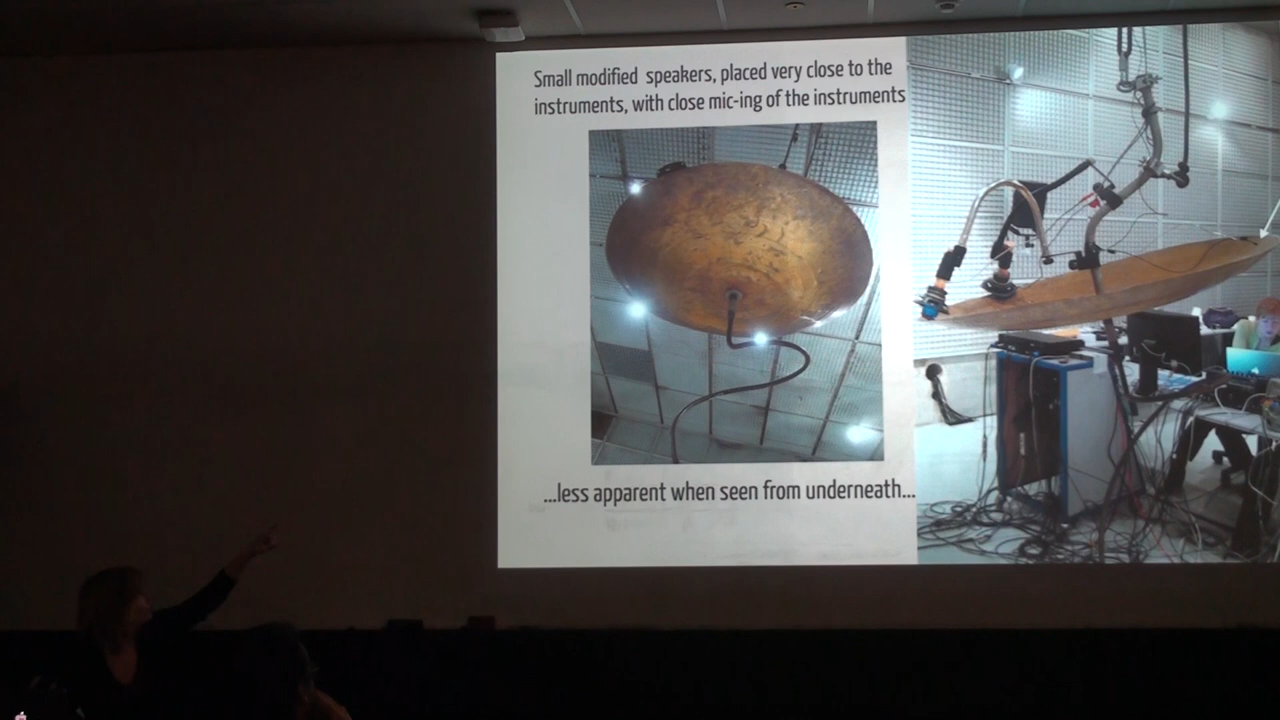 Small modified speakers, placed very close to the
instruments, with close mic-ing of the instruments
...less apparent when seen from underneath...